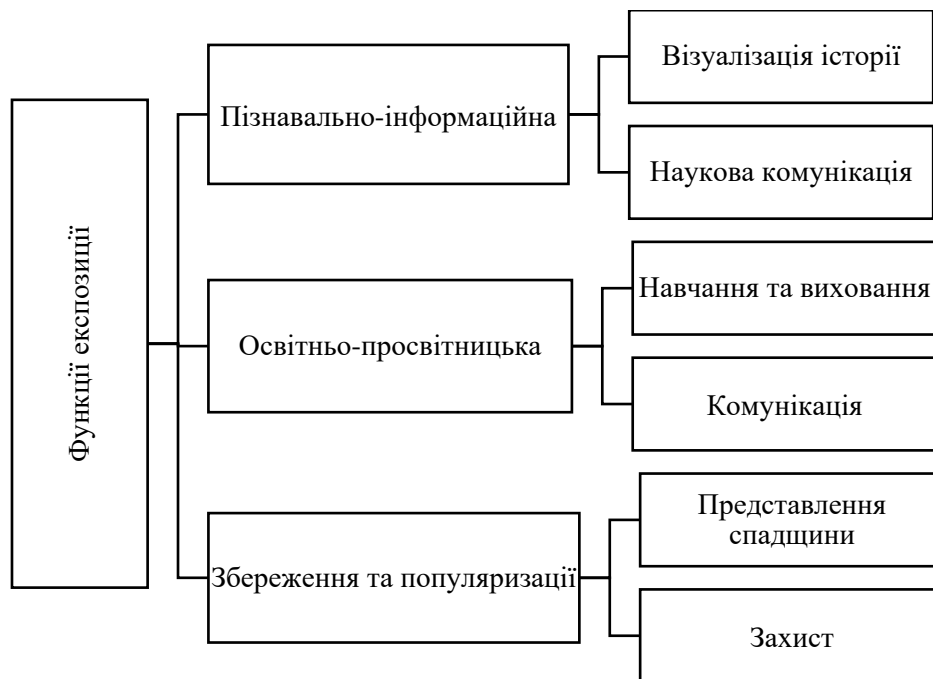 Функції експозиції
Пізнавально-інформаційна
Візуалізація історії
Наукова комунікація
Освітньо-просвітницька
Навчання та виховання
Комунікація
Збереження та популяризації
Представлення
спадщини
Захист